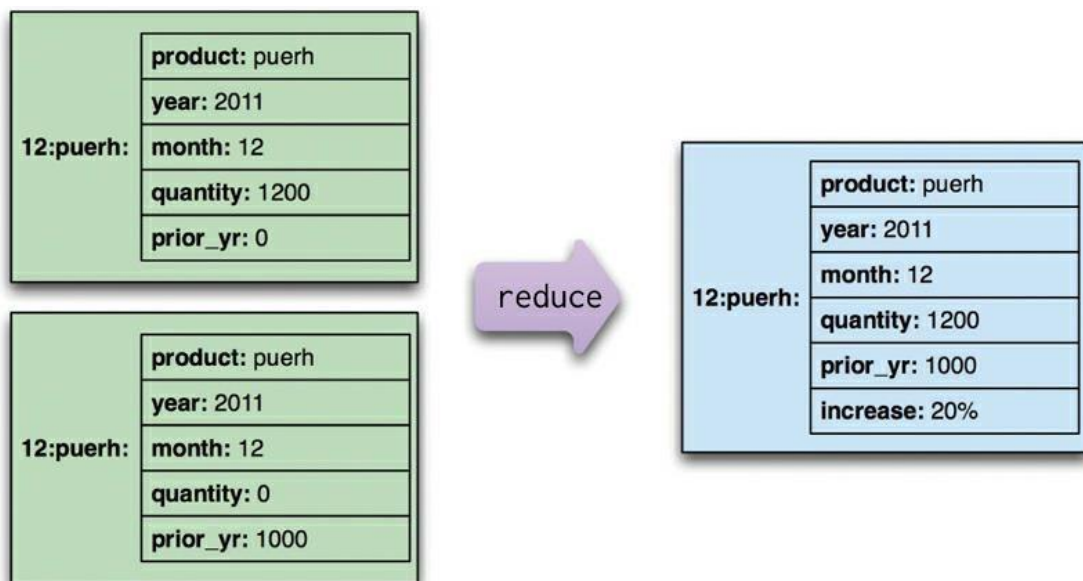 product: puerh
year: 2011
12:puerh:
month: 12
quantity: 1200
prior_yr: 0
product: puerh
year: 2011
12:puerh:
month: 12
quantity: 0
prior_yr: 1000
reduce
product: puerh
year: 2011
month: 12
12:puerh:
quantity: 1200
prior_yr: 1000
increase: 20%